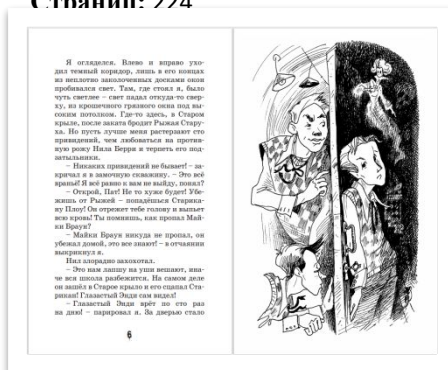 Страниц: 224
Я огляделся. Влево и вправо ухо-
дил темный коридор, лишь в его концах
из неплотно заколоченных досками окон
пробивался свет. Там, где стоял я, было
чуть светлее – свет падал откуда-то свер-
ху, из крошечного грязного окна под вы-
соким потолком. Где-то здесь, в Старом
крыле, после заката бродит Рыжая Стару-
ха. Но пусть лучше меня растерзают сто
привидений, чем любоваться на против-
ную рожу Нила Берри и терпеть его под-
затыльники.
– Никаких привидений не бывает! – за-
кричал я в замочную скважину. – Это всё
враньё! Я всё равно к вам не выйду, понял?
– Открой, Пат! Не то хуже будет! Убе-
жишь от Рыжей – попадёшься Старика-
ну Плоу! Он отрежет тебе голову и выпьет
всю кровь! Ты помнишь, как пропал Май-
ки Браун?
– Майки Браун никуда не пропал, он
убежал домой, это все знают! – в отчаянии
выкрикнул я.
Нил злорадно захохотал.
– Это нам лапшу на уши вешают, ина-
че вся школа разбежится. На самом деле
он зашёл в Старое крыло и его сцапал Ста-
рикан! Глазастый Энди сам видел!
– Глазастый Энди врёт по сто раз
на дню! – парировал я. За дверью стало
6